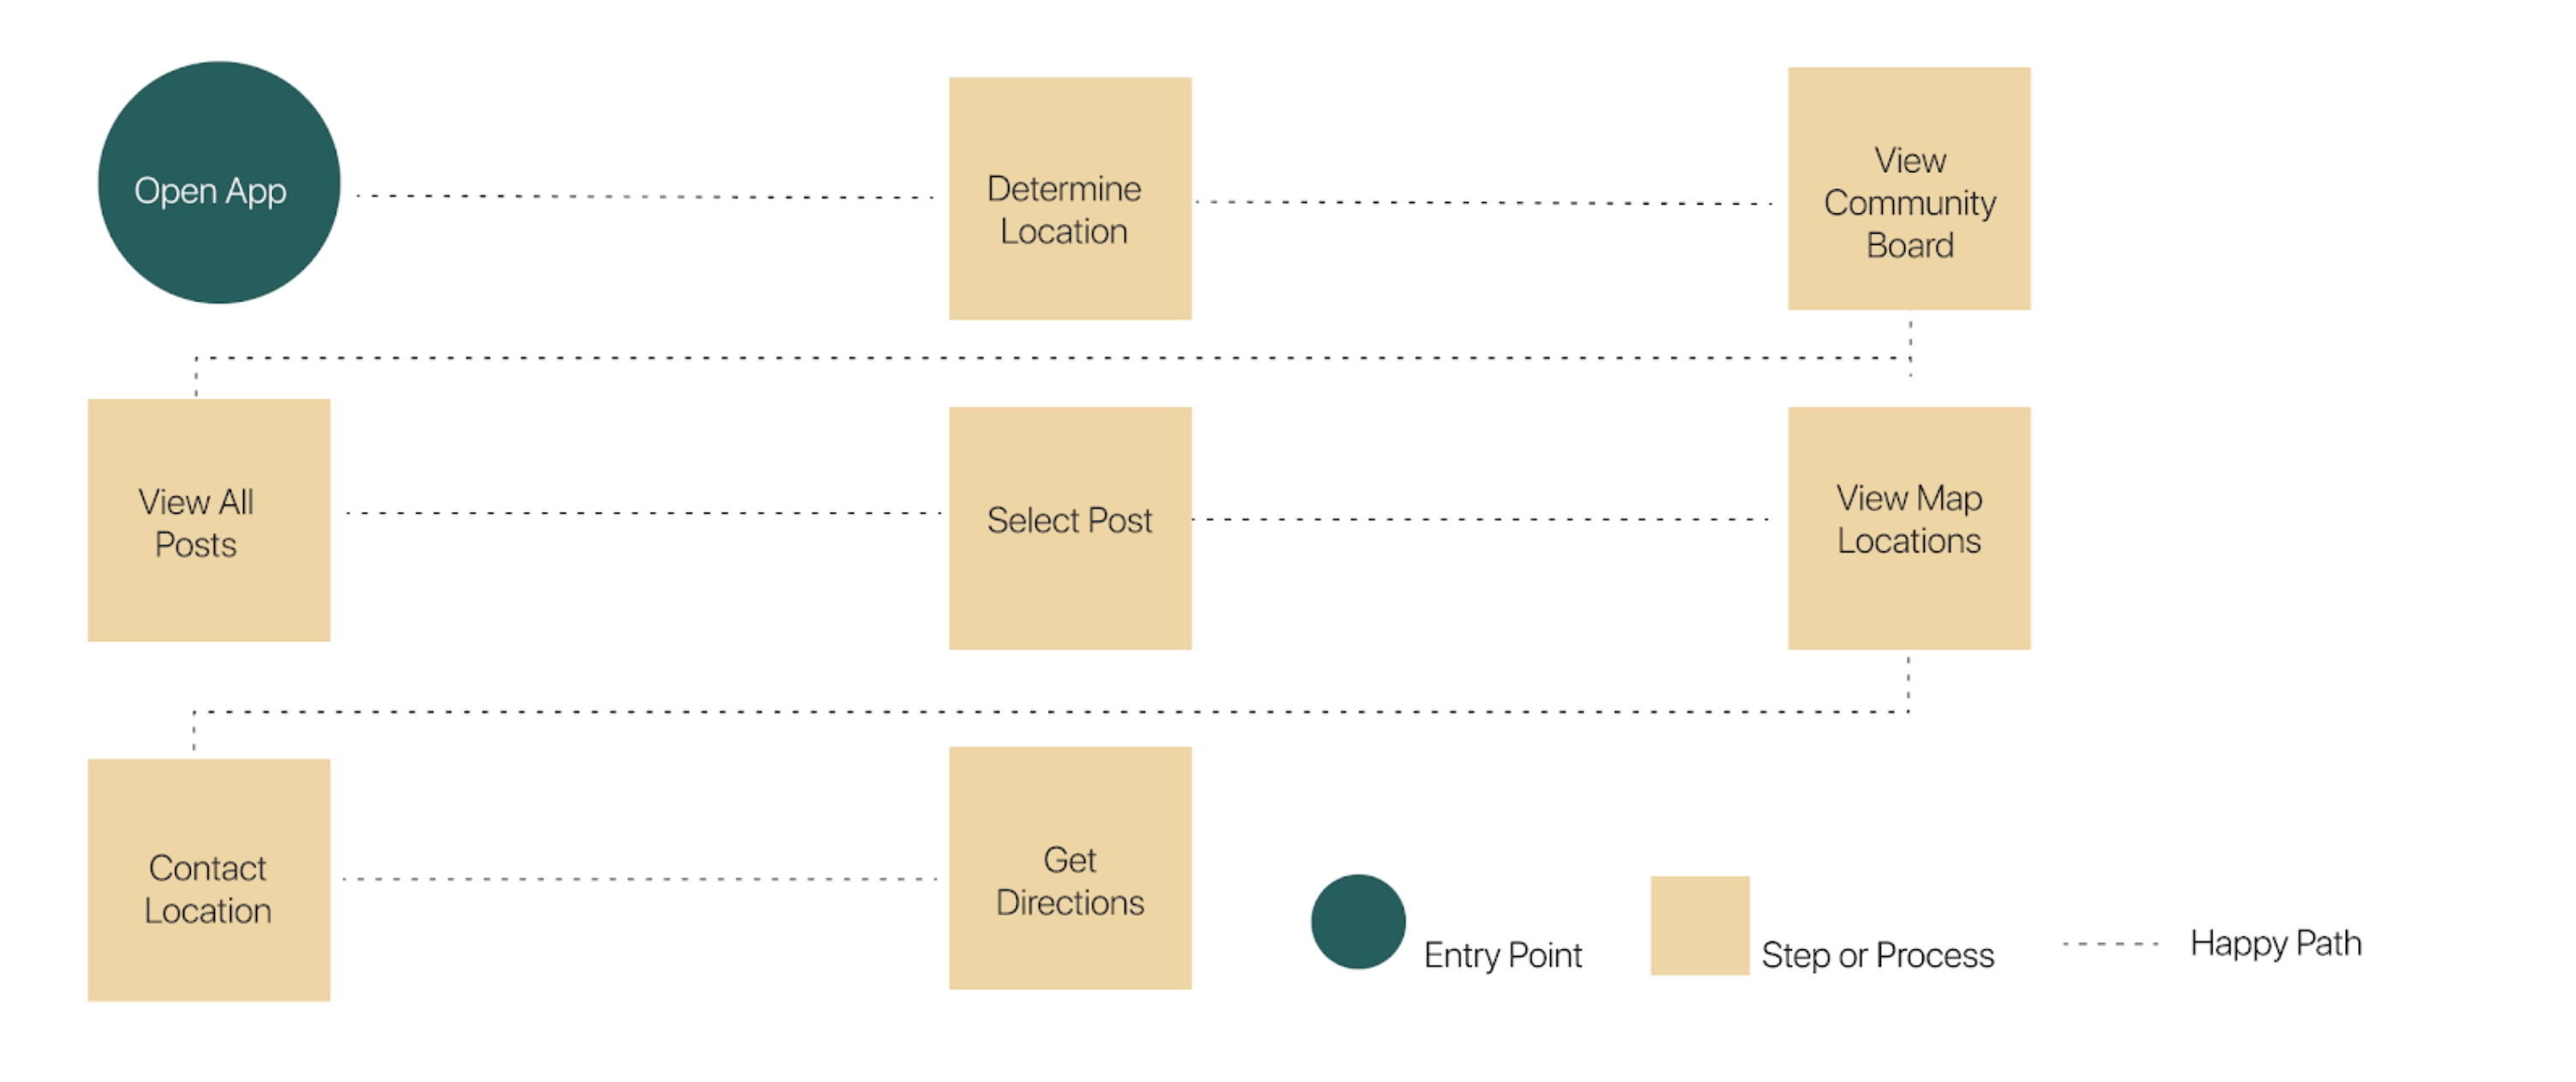 Open App
Determine
Location
View
Community
Board
View All
Posts
Select Post
View Map
Locations
Contact
Location
Get
Directions
Entry Point
Step or Process
Happy Path